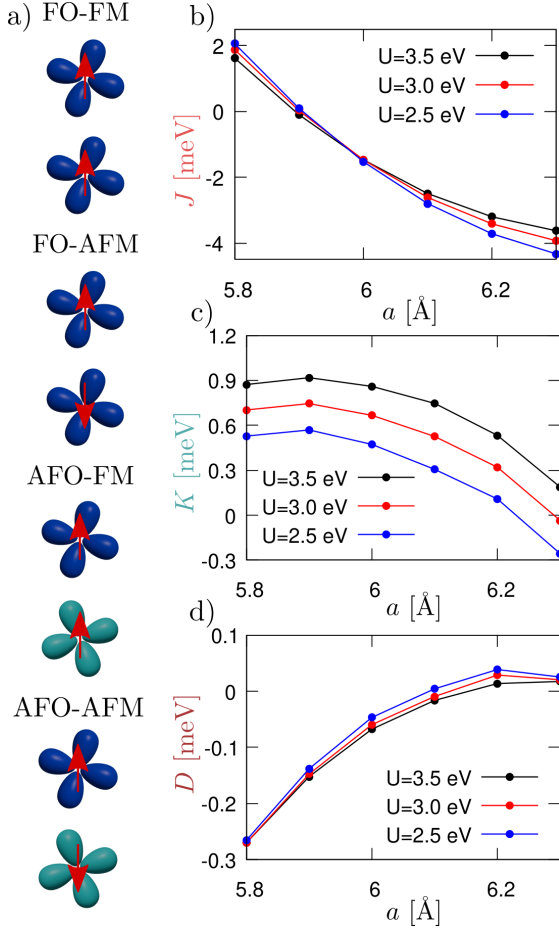 a)
FO-FM
FO-AFM
AFO-FM
AFO-AFM
b)
2
0
-2
-4
J [meV]
U=3.5 eV
U=3.0 eV
U=2.5 eV
5.8
6
6.2
a [Å]
c)
1.2
0.9
0.6
0.3
0
-0.3
K [meV]
U=3.5 eV
U=3.0 eV
U=2.5 eV
5.8
6
6.2
a [Å]
d)
0.1
0
-0.1
-0.2
-0.3
D [meV]
U=3.5 eV
U=3.0 eV
U=2.5 eV
5.8
6
6.2
a [Å]